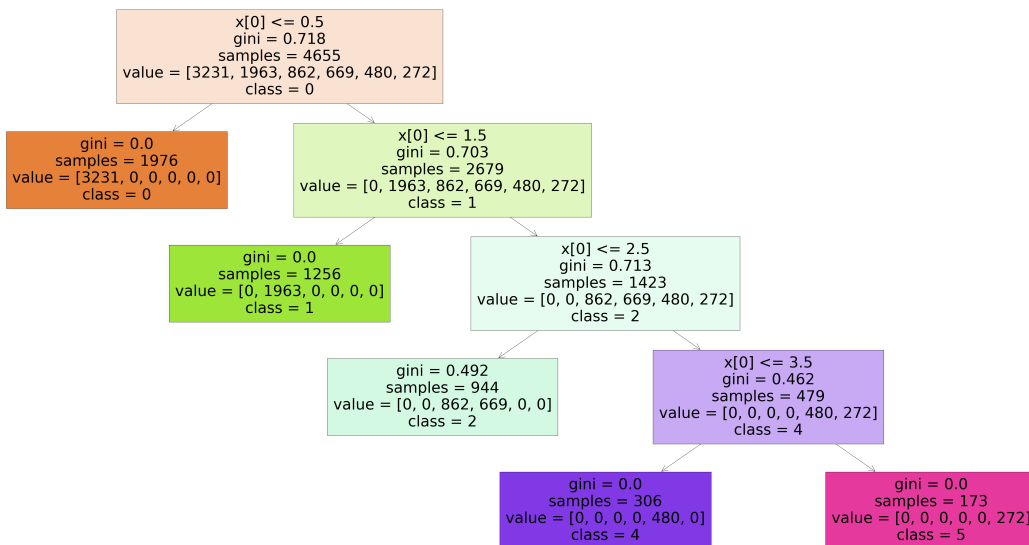 x[0] <= 0.5
gini = 0.718
samples = 4655
value = [3231, 1963, 862, 669, 480, 272]
class = 0
gini = 0.0
samples = 1976
value = [3231, 0, 0, 0, 0, 0]
class = 0
x[0] <= 1.5
gini = 0.703
samples = 2679
value = [0, 1963, 862, 669, 480, 272]
class = 1
gini = 0.0
samples = 1256
value = [0, 1963, 0, 0, 0, 0]
class = 1
x[0] <= 2.5
gini = 0.713
samples = 1423
value = [0, 0, 862, 669, 480, 272]
class = 2
gini = 0.492
samples = 944
value = [0, 0, 862, 669, 0, 0]
class = 2
x[0] <= 3.5
gini = 0.462
samples = 479
value = [0, 0, 0, 0, 480, 272]
class = 4
gini = 0.0
samples = 306
value = [0, 0, 0, 0, 480, 0]
class = 4
gini = 0.0
samples = 173
value = [0, 0, 0, 0, 0, 272]
class = 5